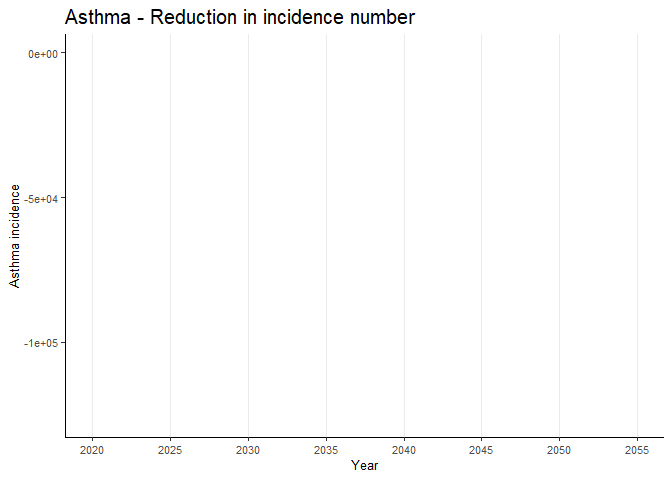 Asthma - Reduction in incidence number
0e+00
-5e+04
-1e+05
Asthma incidence
2020 2025 2030 2035 2040 2045 2050 2055
Year